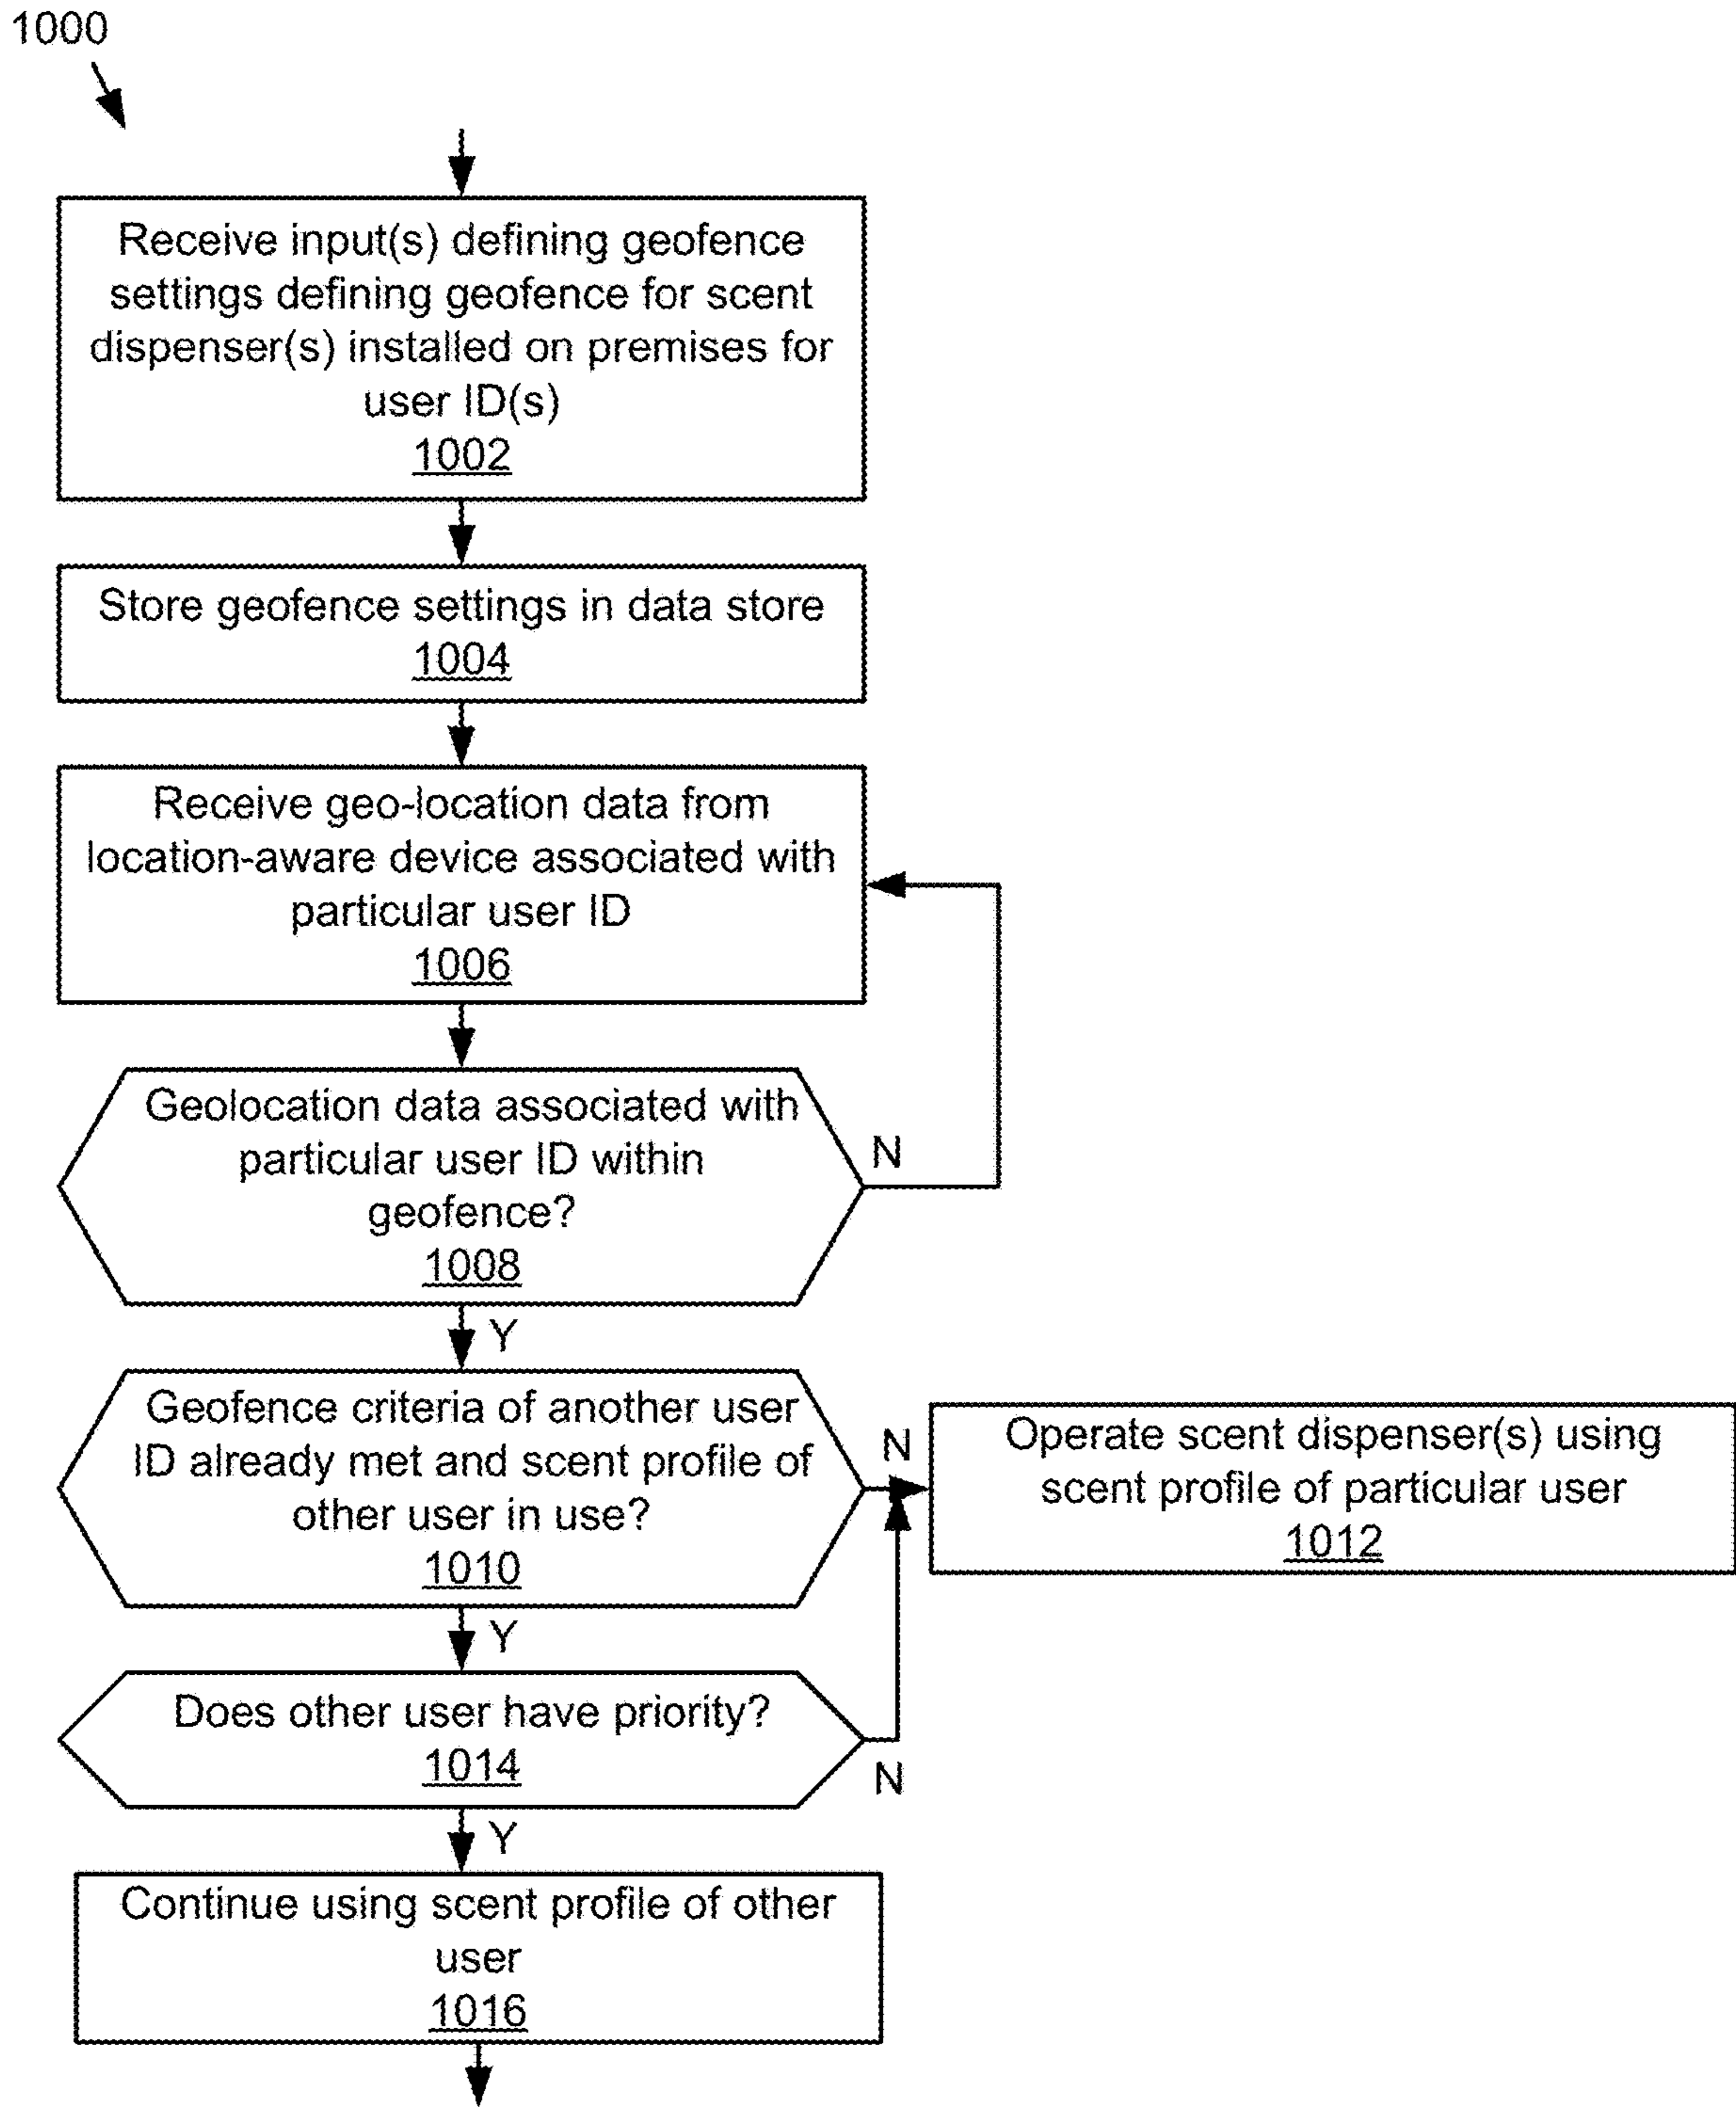 1000
Receive input(s) defining geofence
settings defining geofence for scent
dispenser(s) installed on premises for
user ID(s)
1002
Store geofence settings in data store
1004
Receive geo-location data from
location-aware device associated with
particular user ID
1006
Geolocation data associated with
particular user ID within
geofence?
1008
N
Y
Geofence criteria of another user
ID already met and scent profile of
other user in use?
1010
N
Operate scent dispenser(s) using
scent profile of particular user
1012
Y
Does other user have priority?
1014
N
Y
Continue using scent profile of other
user
1016